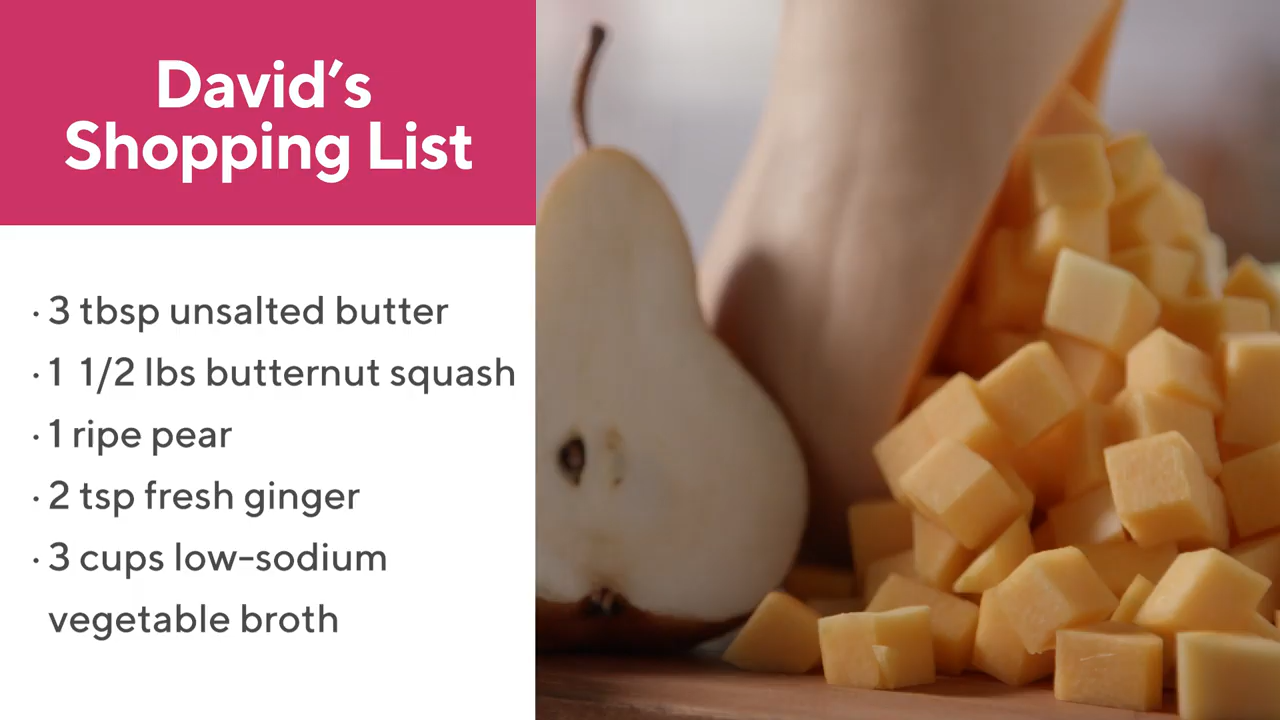 David’s
Shopping List
· 3 tbsp unsalted butter
· 1 1/2 lbs butternut squash
· 1 ripe pear
· 2 tsp fresh ginger
· 3 cups low-sodium
vegetable broth